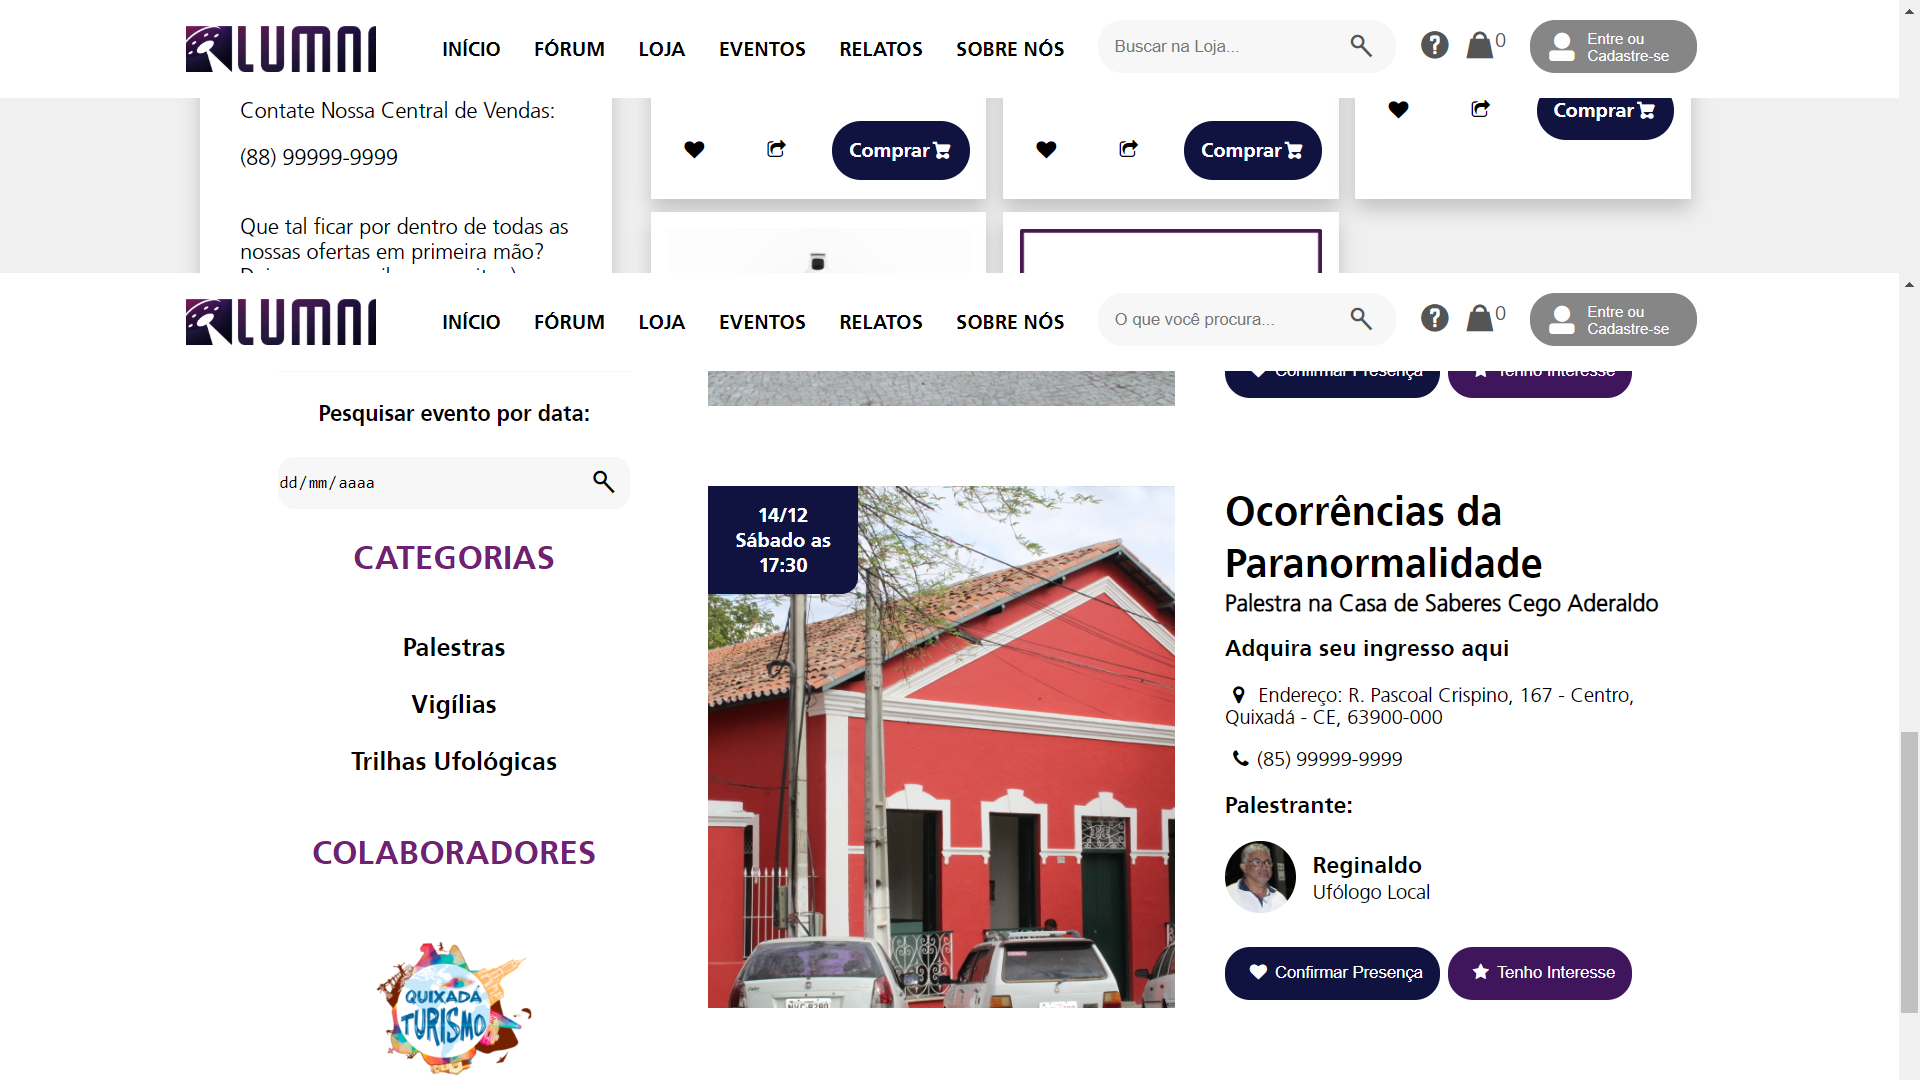 LUMNI
INÍCIO FÓRUM LOJA EVENTOS RELATOS SOBRE NÓS
Buscar na Loja...
0
Entre ou
Cadastre-se
Contate Nossa Central de Vendas:
(88) 99999-9999
Que tal ficar por dentro de todas as
nossas ofertas em primeira mão?
Comprar
Comprar
Comprar
LUMNI
INÍCIO FÓRUM LOJA EVENTOS RELATOS SOBRE NÓS
O que você procura...
0
Entre ou
Cadastre-se
Confirmar Presença
Tenho Interesse
Pesquisar evento por data:
dd/mm/aaaa
CATEGORIAS
Palestras
Vigílias
Trilhas Ufológicas
COLABORADORES
QUIXADÁ
TURISMO
14/12
Sábado as
17:30
Ocorrências da
Paranormalidade
Palestra na Casa de Saberes Cego Aderaldo
Adquira seu ingresso aqui
Endereço: R. Pascoal Crispino, 167 - Centro,
Quixadá - CE, 63900-000
(85) 99999-9999
Palestrante:
Reginaldo
Ufólogo Local
Confirmar Presença
Tenho Interesse